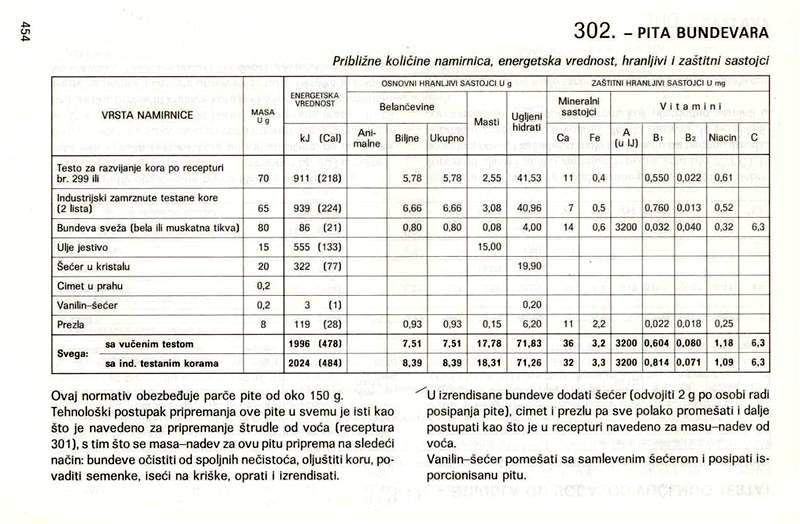 454
302. – PITA BUNDEVARA
Približne količine namirnica, energetska vrednost, hranljivi i zaštitni sastojci
VRSTA NAMIRNICE MASA U g ENERGETSKA VREDNOST kJ (Cal) OSNOVNI HRANLJIVI SASTOJCI U g Belančevine Ani-malne Biljne Ukupno Masti Ugljeni hidrati ZAŠTITNI HRANLJIVI SASTOJCI U mg Mineralni sastojci Ca Fe Vitamini A (u IJ) B₁ B₂ Niacin C
Testo za razvijanje kora po recepturi
br. 299 ili 70 911 (218) 5,78 5,78 2,55 41,53 11 0,4 0,550 0,022 0,61
Industrijski zamrznute testane kore
(2 lista) 65 939 (224) 6,66 6,66 3,08 40,96 7 0,5 0,760 0,013 0,52
Bundeva sveža (bela ili muskatna tikva) 80 86 (21) 0,80 0,80 0,08 4,00 14 0,6 3200 0,032 0,040 0,32 6,3
Ulje jestivo 15 555 (133) 15,00
Šećer u kristalu 20 322 (77) 19,90
Cimet u prahu 0,2
Vanilin–šećer 0,2 3 (1) 0,20
Prezla 8 119 (28) 0,93 0,93 0,15 6,20 11 2,2 0,022 0,018 0,25
Svega: sa vučenim testom 1996 (478) 7,51 7,51 17,78 71,83 36 3,2 3200 0,604 0,080 1,18 6,3
sa ind. testanim korama 2024 (484) 8,39 8,39 18,31 71,26 32 3,3 3200 0,814 0,071 1,09 6,3
Ovaj normativ obezbeđuje parče pite od oko 150 g.
Tehnološki postupak pripremanja ove pite u svemu je isti kao
što je navedeno za pripremanje štrudle od voća (receptura
301), s tim što se masa–nadev za ovu pitu priprema na sledeći
način: bundeve očistiti od spoljnih nečistoća, oljuštiti koru, po-
vaditi semenke, iseći na kriške, oprati i izrendisati.
U izrendisane bundeve dodati šećer (odvojiti 2 g po osobi radi
posipanja pite), cimet i prezlu pa sve polako promešati i dalje
postupati kao što je u recepturi navedeno za masu–nadev od
voća.
Vanilin–šećer pomešati sa samlevenim šećerom i posipati is-
porcionisanu pitu.